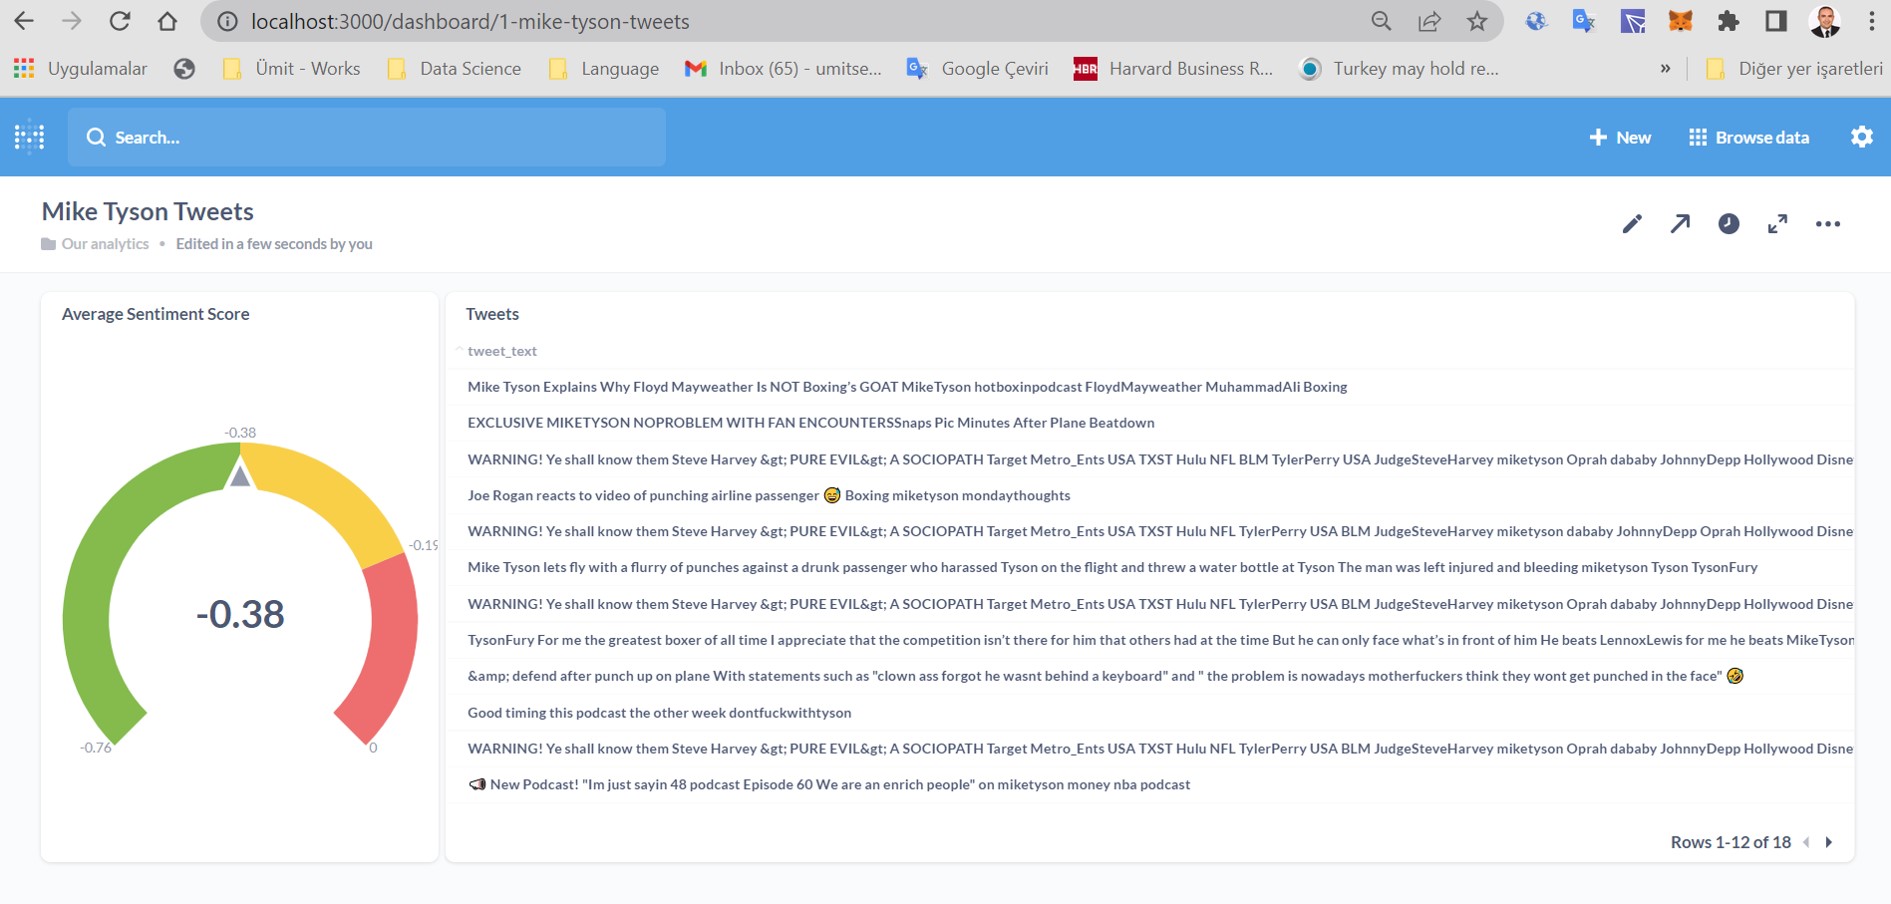 localhost:3000/dashboard/1-mike-tyson-tweets
Uygulamalar Ümit - Works Data Science Language Inbox (65) - umitse... Google Çeviri HBR Harvard Business R... Turkey may hold re... » Diğer yer işaretleri
Search... New Browse data
Mike Tyson Tweets
Our analytics • Edited in a few seconds by you
Average Sentiment Score
-0.38
-0.19
-0.38
-0.76
0
Tweets
tweet_text
Mike Tyson Explains Why Floyd Mayweather Is NOT Boxing's GOAT MikeTyson hotboxinpodcast FloydMayweather MuhammadAli Boxing
EXCLUSIVE MIKETYSON NOPROBLEM WITH FAN ENCOUNTERSSnaps Pic Minutes After Plane Beatdown
WARNING! Ye shall know them Steve Harvey &gt; PURE EVIL&gt; A SOCIOPATH Target Metro_Ents USA TXST Hulu NFL BLM TylerPerry USA JudgeSteveHarvey miketyson Oprah dababy JohnnyDepp Hollywood Disne
Joe Rogan reacts to video of punching airline passenger 😅 Boxing miketyson mondaythoughts
WARNING! Ye shall know them Steve Harvey &gt; PURE EVIL&gt; A SOCIOPATH Target Metro_Ents USA TXST Hulu NFL TylerPerry USA BLM JudgeSteveHarvey miketyson dababy JohnnyDepp Oprah Hollywood Disne
Mike Tyson lets fly with a flurry of punches against a drunk passenger who harassed Tyson on the flight and threw a water bottle at Tyson The man was left injured and bleeding miketyson Tyson TysonFury
WARNING! Ye shall know them Steve Harvey &gt; PURE EVIL&gt; A SOCIOPATH Target Metro_Ents USA TXST Hulu NFL TylerPerry USA BLM JudgeSteveHarvey miketyson Oprah dababy JohnnyDepp Hollywood Disne
TysonFury For me the greatest boxer of all time I appreciate that the competition isn't there for him that others had at the time But he can only face what's in front of him He beats LennoxLewis for me he beats MikeTyson
&amp; defend after punch up on plane With statements such as "clown ass forgot he wasnt behind a keyboard" and " the problem is nowadays motherfuckers think they wont get punched in the face" 🤣
Good timing this podcast the other week dontfuckwithtyson
WARNING! Ye shall know them Steve Harvey &gt; PURE EVIL&gt; A SOCIOPATH Target Metro_Ents USA TXST Hulu NFL TylerPerry USA BLM JudgeSteveHarvey miketyson Oprah dababy JohnnyDepp Hollywood Disne
📢 New Podcast! "Im just sayin 48 podcast Episode 60 We are an enrich people" on miketyson money nba podcast
Rows 1-12 of 18